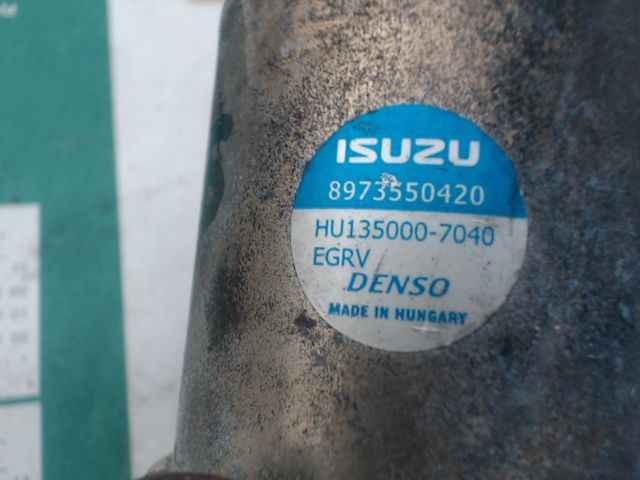 ISUZU
8973550420
HU135000-7040
EGRV
DENSO
MADE IN HUNGARY